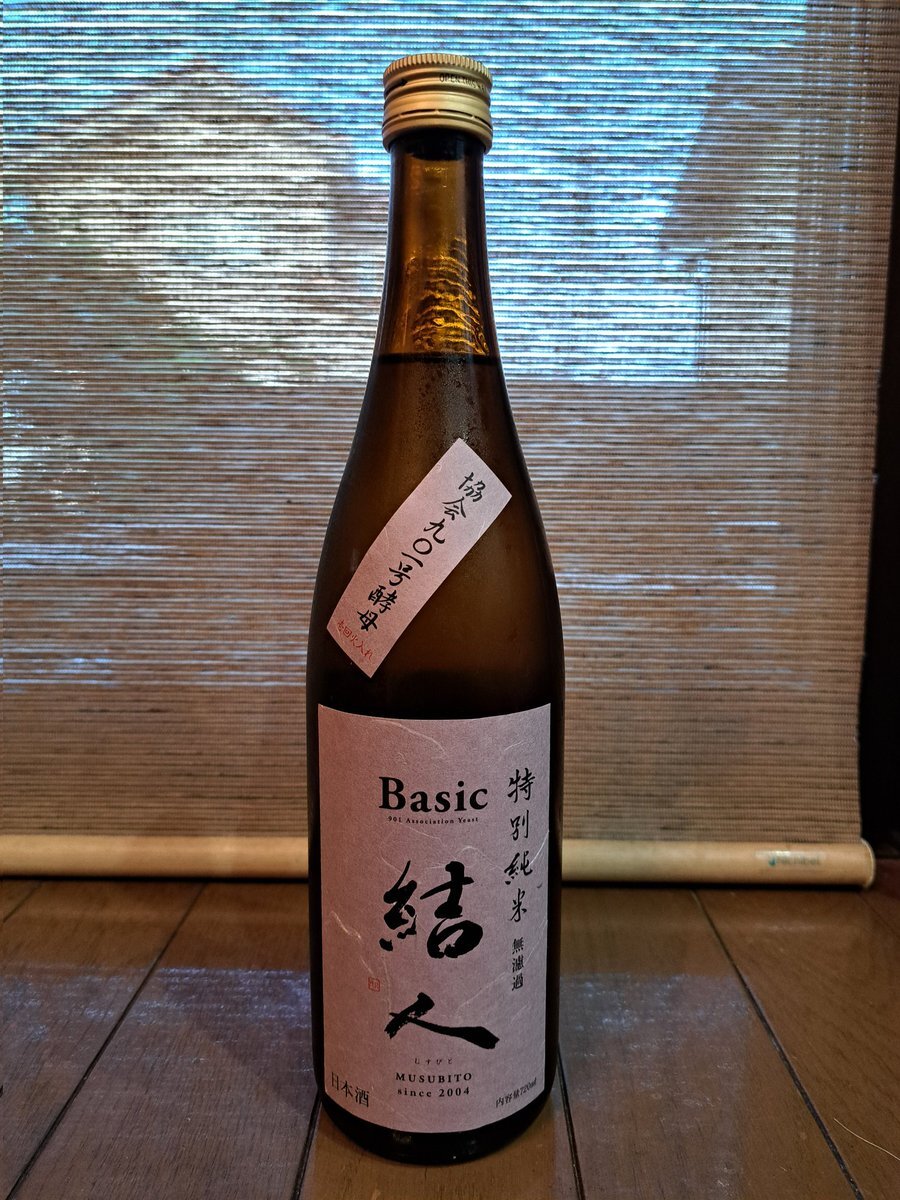 協会九〇一号酵母
壱回火入れ
Basic
901 Association Yeast
特別純米
無濾過
結人
むすびと
MUSUBITO
since 2004
日本酒
内容量720ml